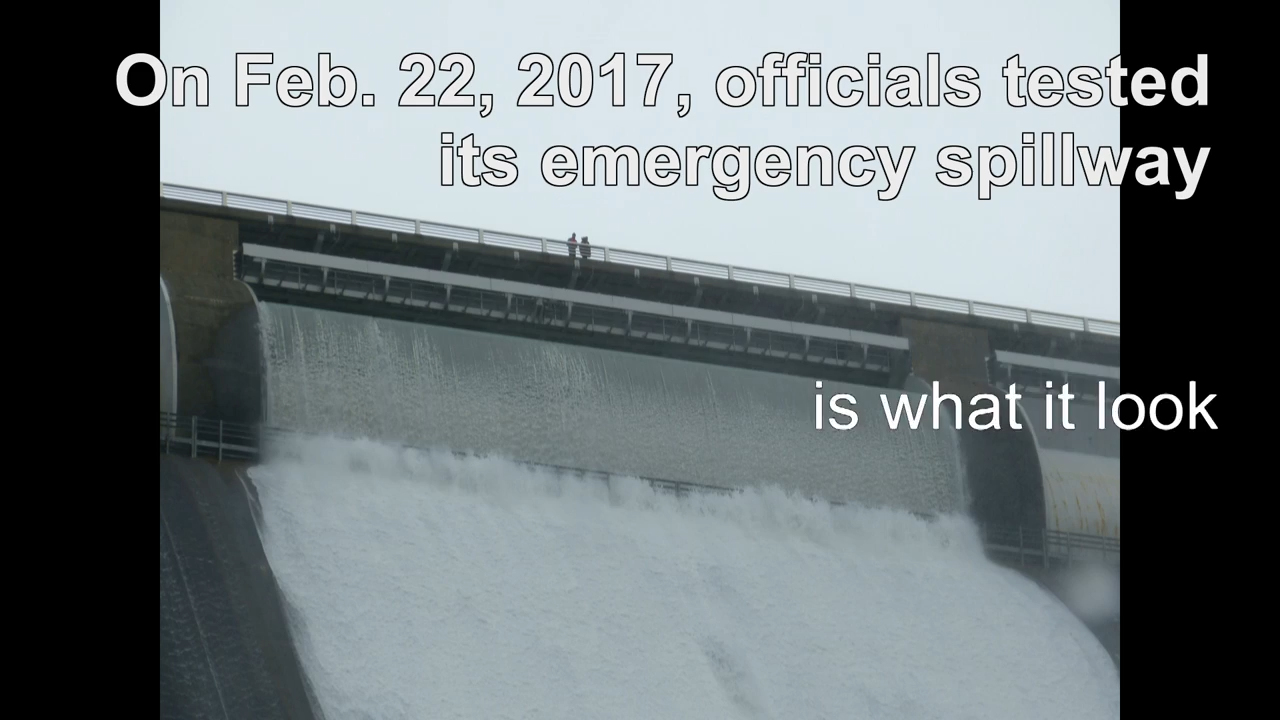 On Feb. 22, 2017, officials tested
its emergency spillway
is what it look